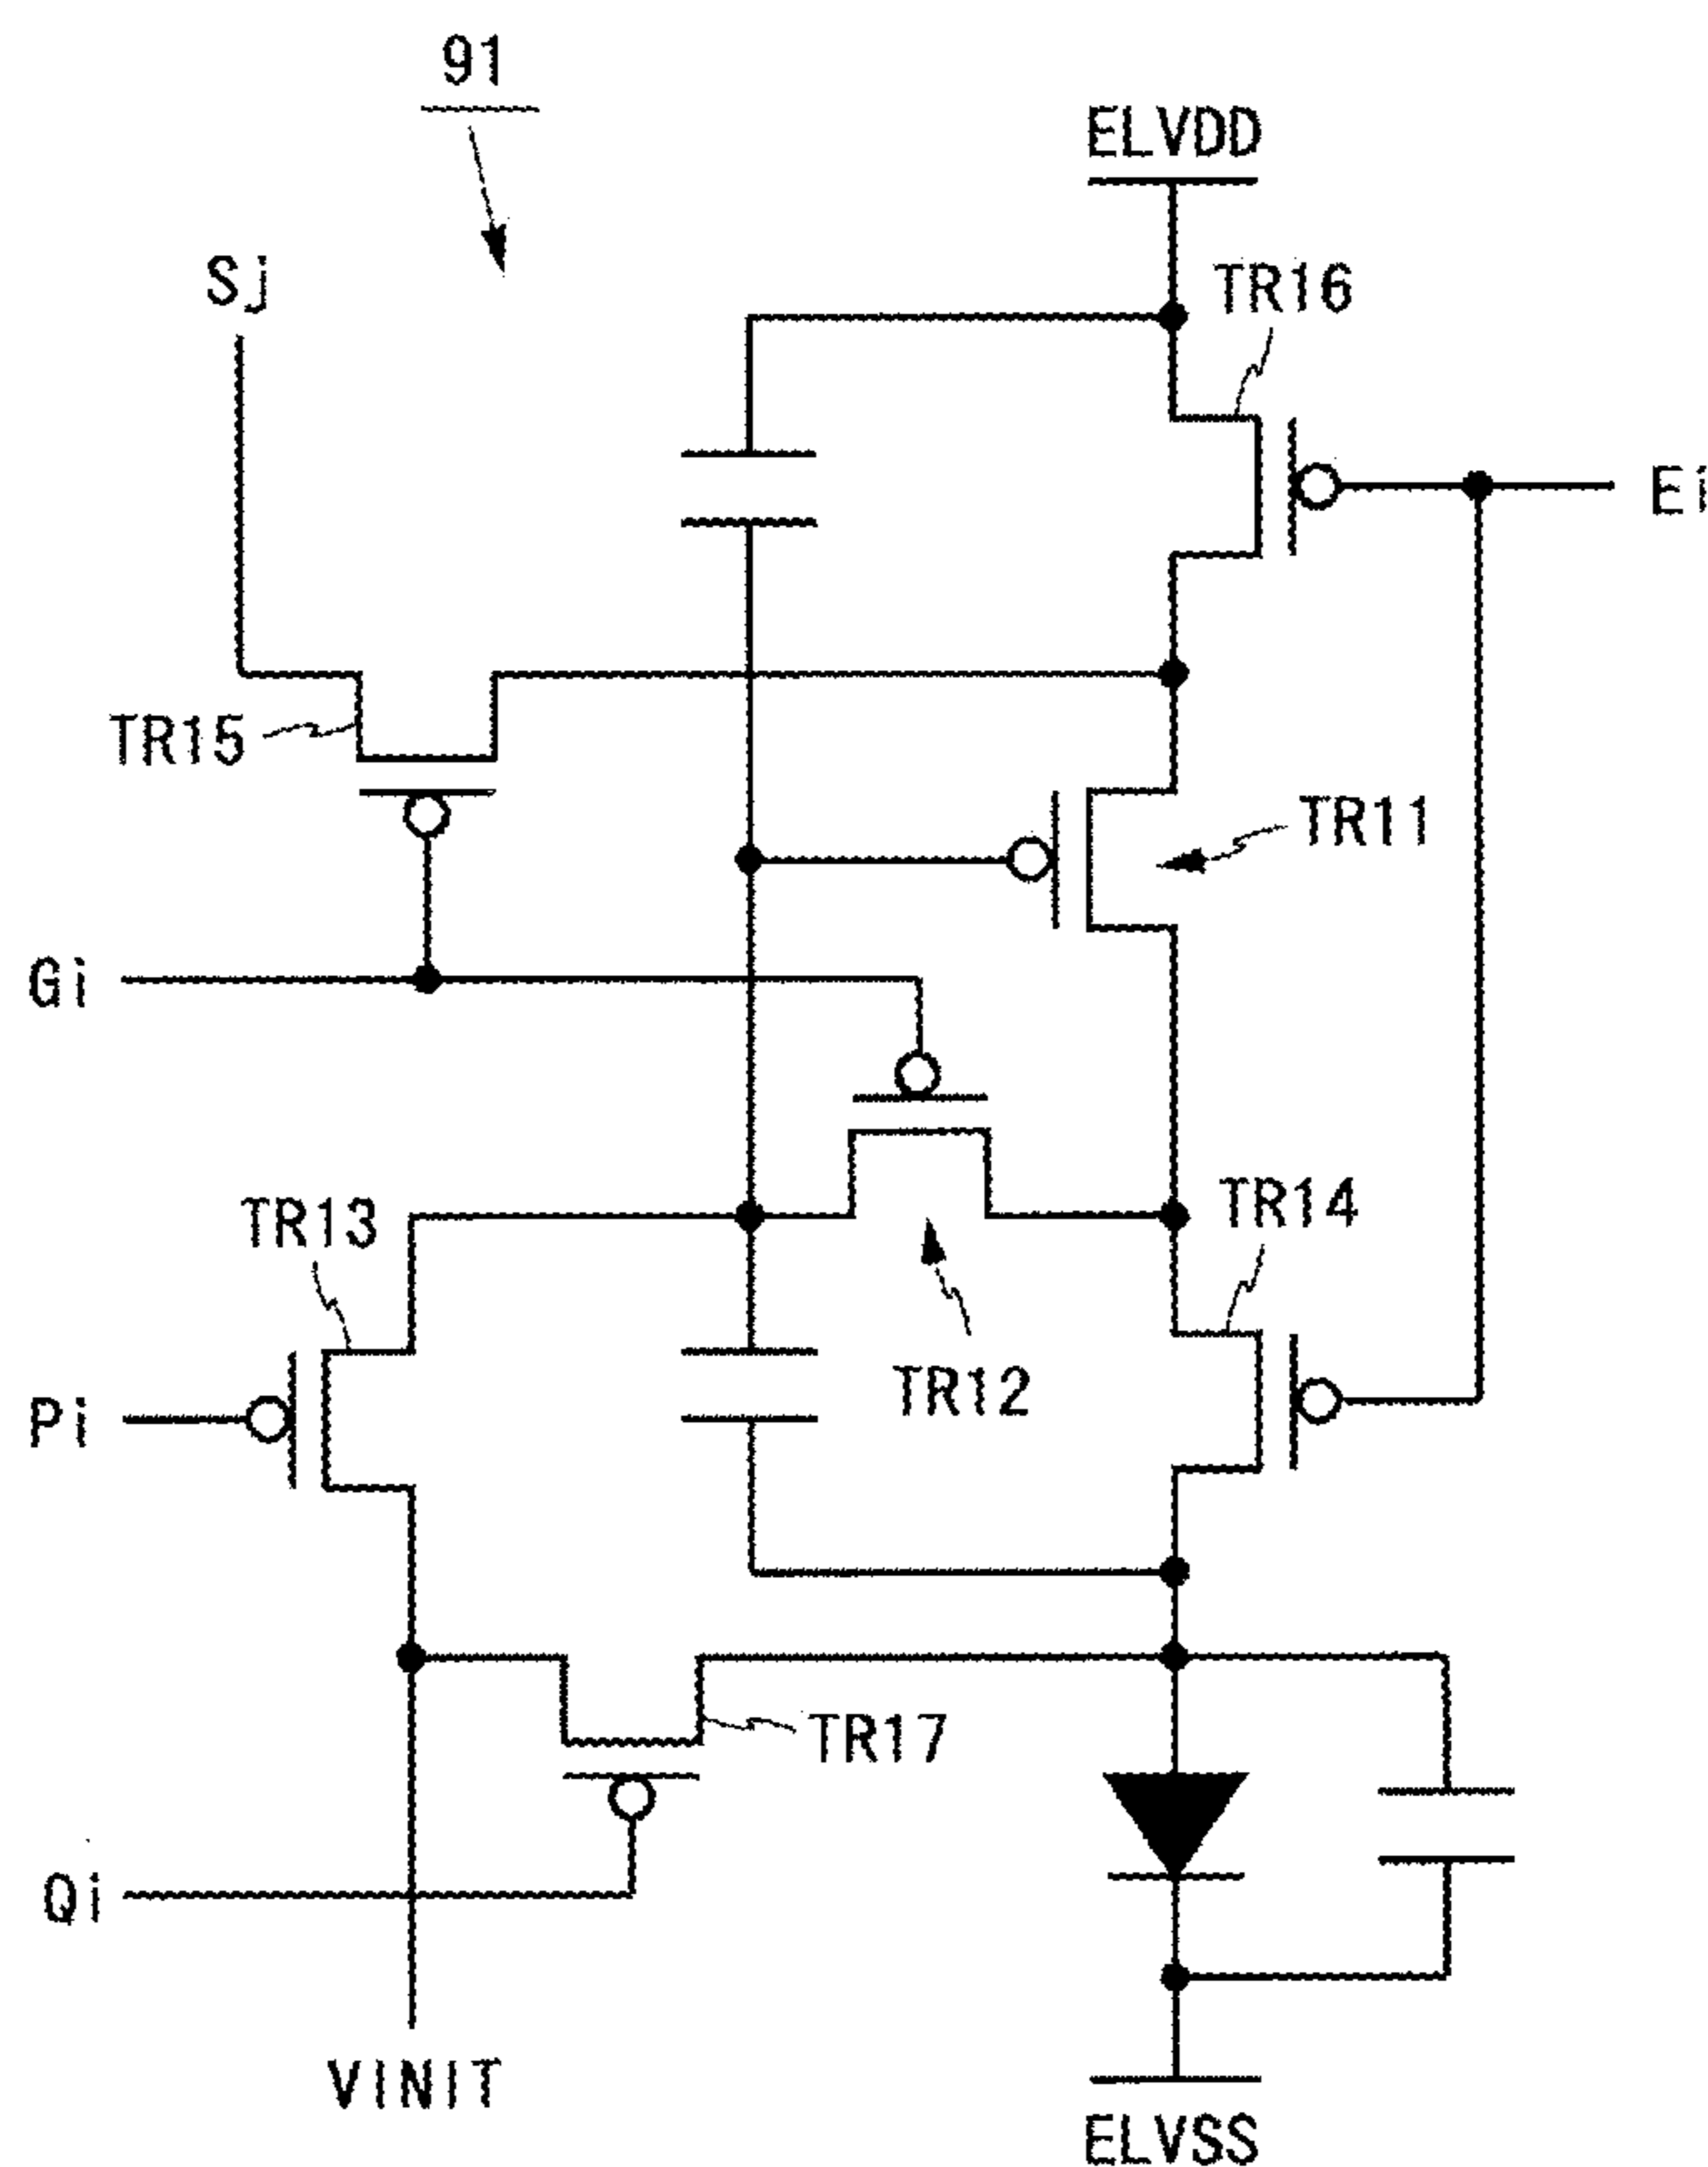 91
ELVDD
TR16
Sj
Ei
TR15
TR11
Gi
TR13
TR14
TR12
Pi
TR17
Qi
VINIT
ELVSS